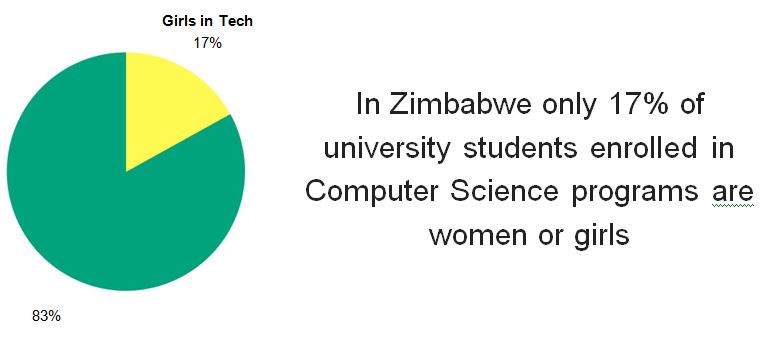 Girls in Tech
17%
In Zimbabwe only 17% of
university students enrolled in
Computer Science programs are
women or girls
83%